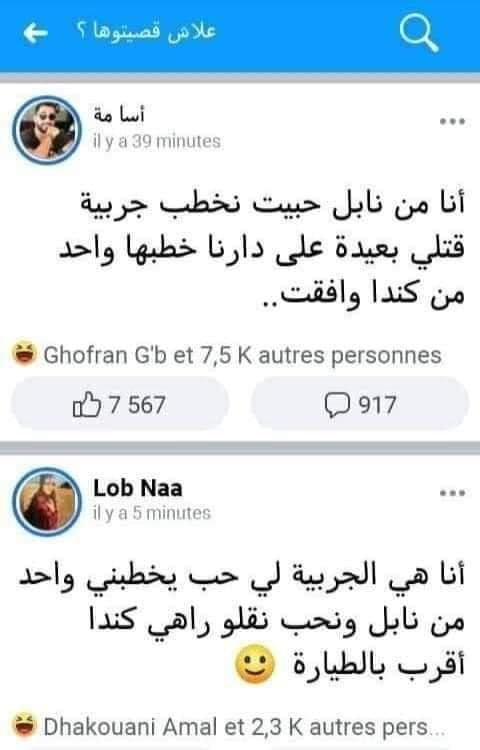 علاش قصيتوها ؟
أسا مة
il y a 39 minutes
أنا من نابل حبيت نخطب جربية
قتلي بعيدة على دارنا خطبها واحد
من كندا وافقت..
Ghofran G'b et 7,5 K autres personnes
7 567
917
Lob Naa
il y a 5 minutes
أنا هي الجربية لي حب يخطبني واحد
من نابل ونحب نقلو راهي كندا
أقرب بالطيارة 🙂
Dhakouani Amal et 2,3 K autres pers...